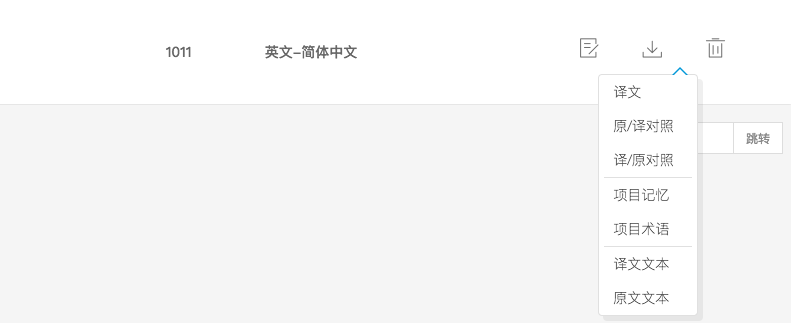 1011 英文-简体中文
译文
原/译对照
跳转
译/原对照
项目记忆
项目术语
译文文本
原文文本